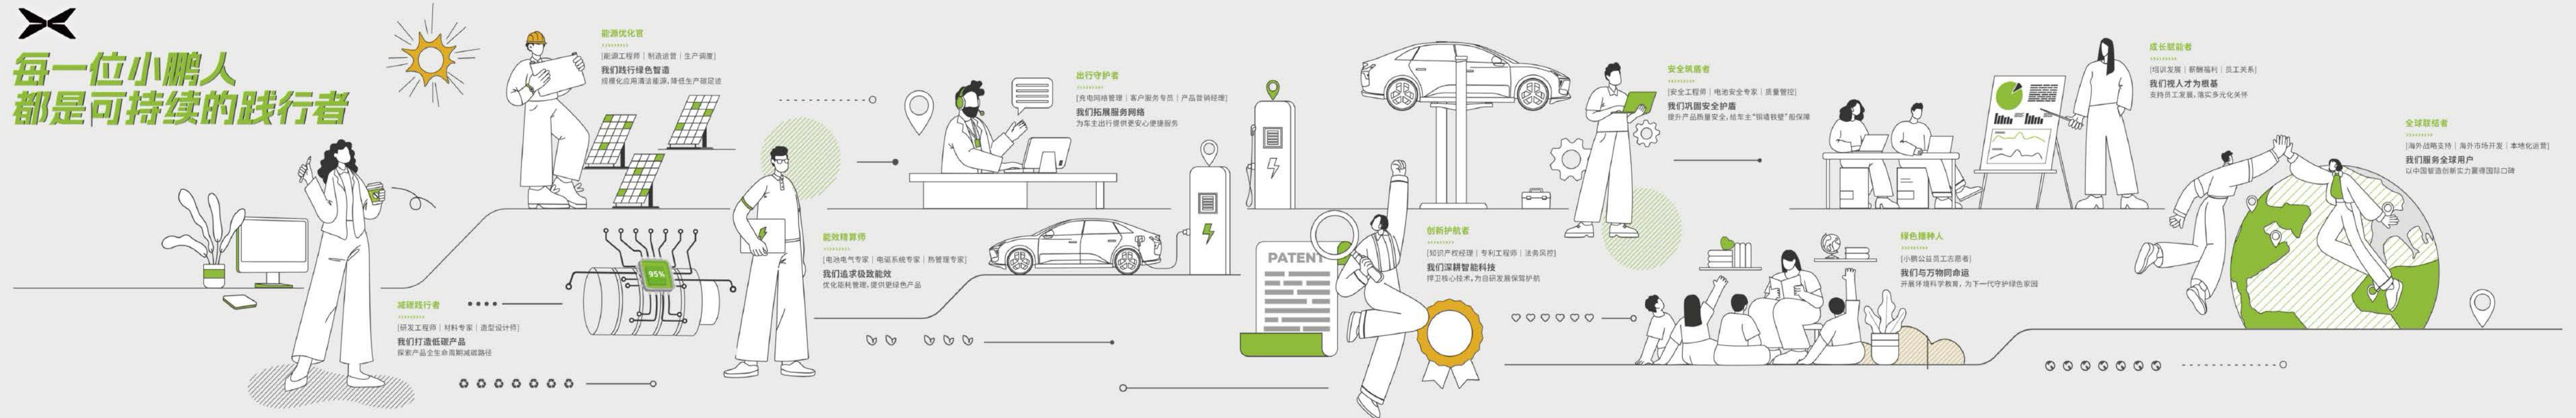 每一位小鹏人
都是可持续的践行者
减碳践行者
[研发工程师｜材料专家｜造型设计师]
我们打造低碳产品
探索产品全生命周期减碳路径
能源优化官
[能源工程师｜制造运营｜生产调度]
我们践行绿色智造
规模化应用清洁能源，降低生产碳足迹
95%
能效精算师
[电池电气专家｜电驱系统专家｜热管理专家]
我们追求极致能效
优化能耗管理，提供更绿色产品
出行守护者
[充电网络管理｜客户服务专员｜产品营销经理]
我们拓展服务网络
为车主出行提供更安心便捷服务
PATENT
创新护航者
[知识产权经理｜专利工程师｜法务风控]
我们深耕智能科技
捍卫核心技术，为自研发展保驾护航
安全筑盾者
[安全工程师｜电池安全专家｜质量管控]
我们巩固安全护盾
提升产品质量安全，给车主“铜墙铁壁”般保障
绿色播种人
[小鹏公益员工志愿者]
我们与万物同命运
开展环境科学教育，为下一代守护绿色家园
成长赋能者
[培训发展｜薪酬福利｜员工关系]
我们视人才为根基
支持员工发展，落实多元化关怀
全球联结者
[海外战略支持｜海外市场开发｜本地化运营]
我们服务全球用户
以中国智造创新实力赢得国际口碑